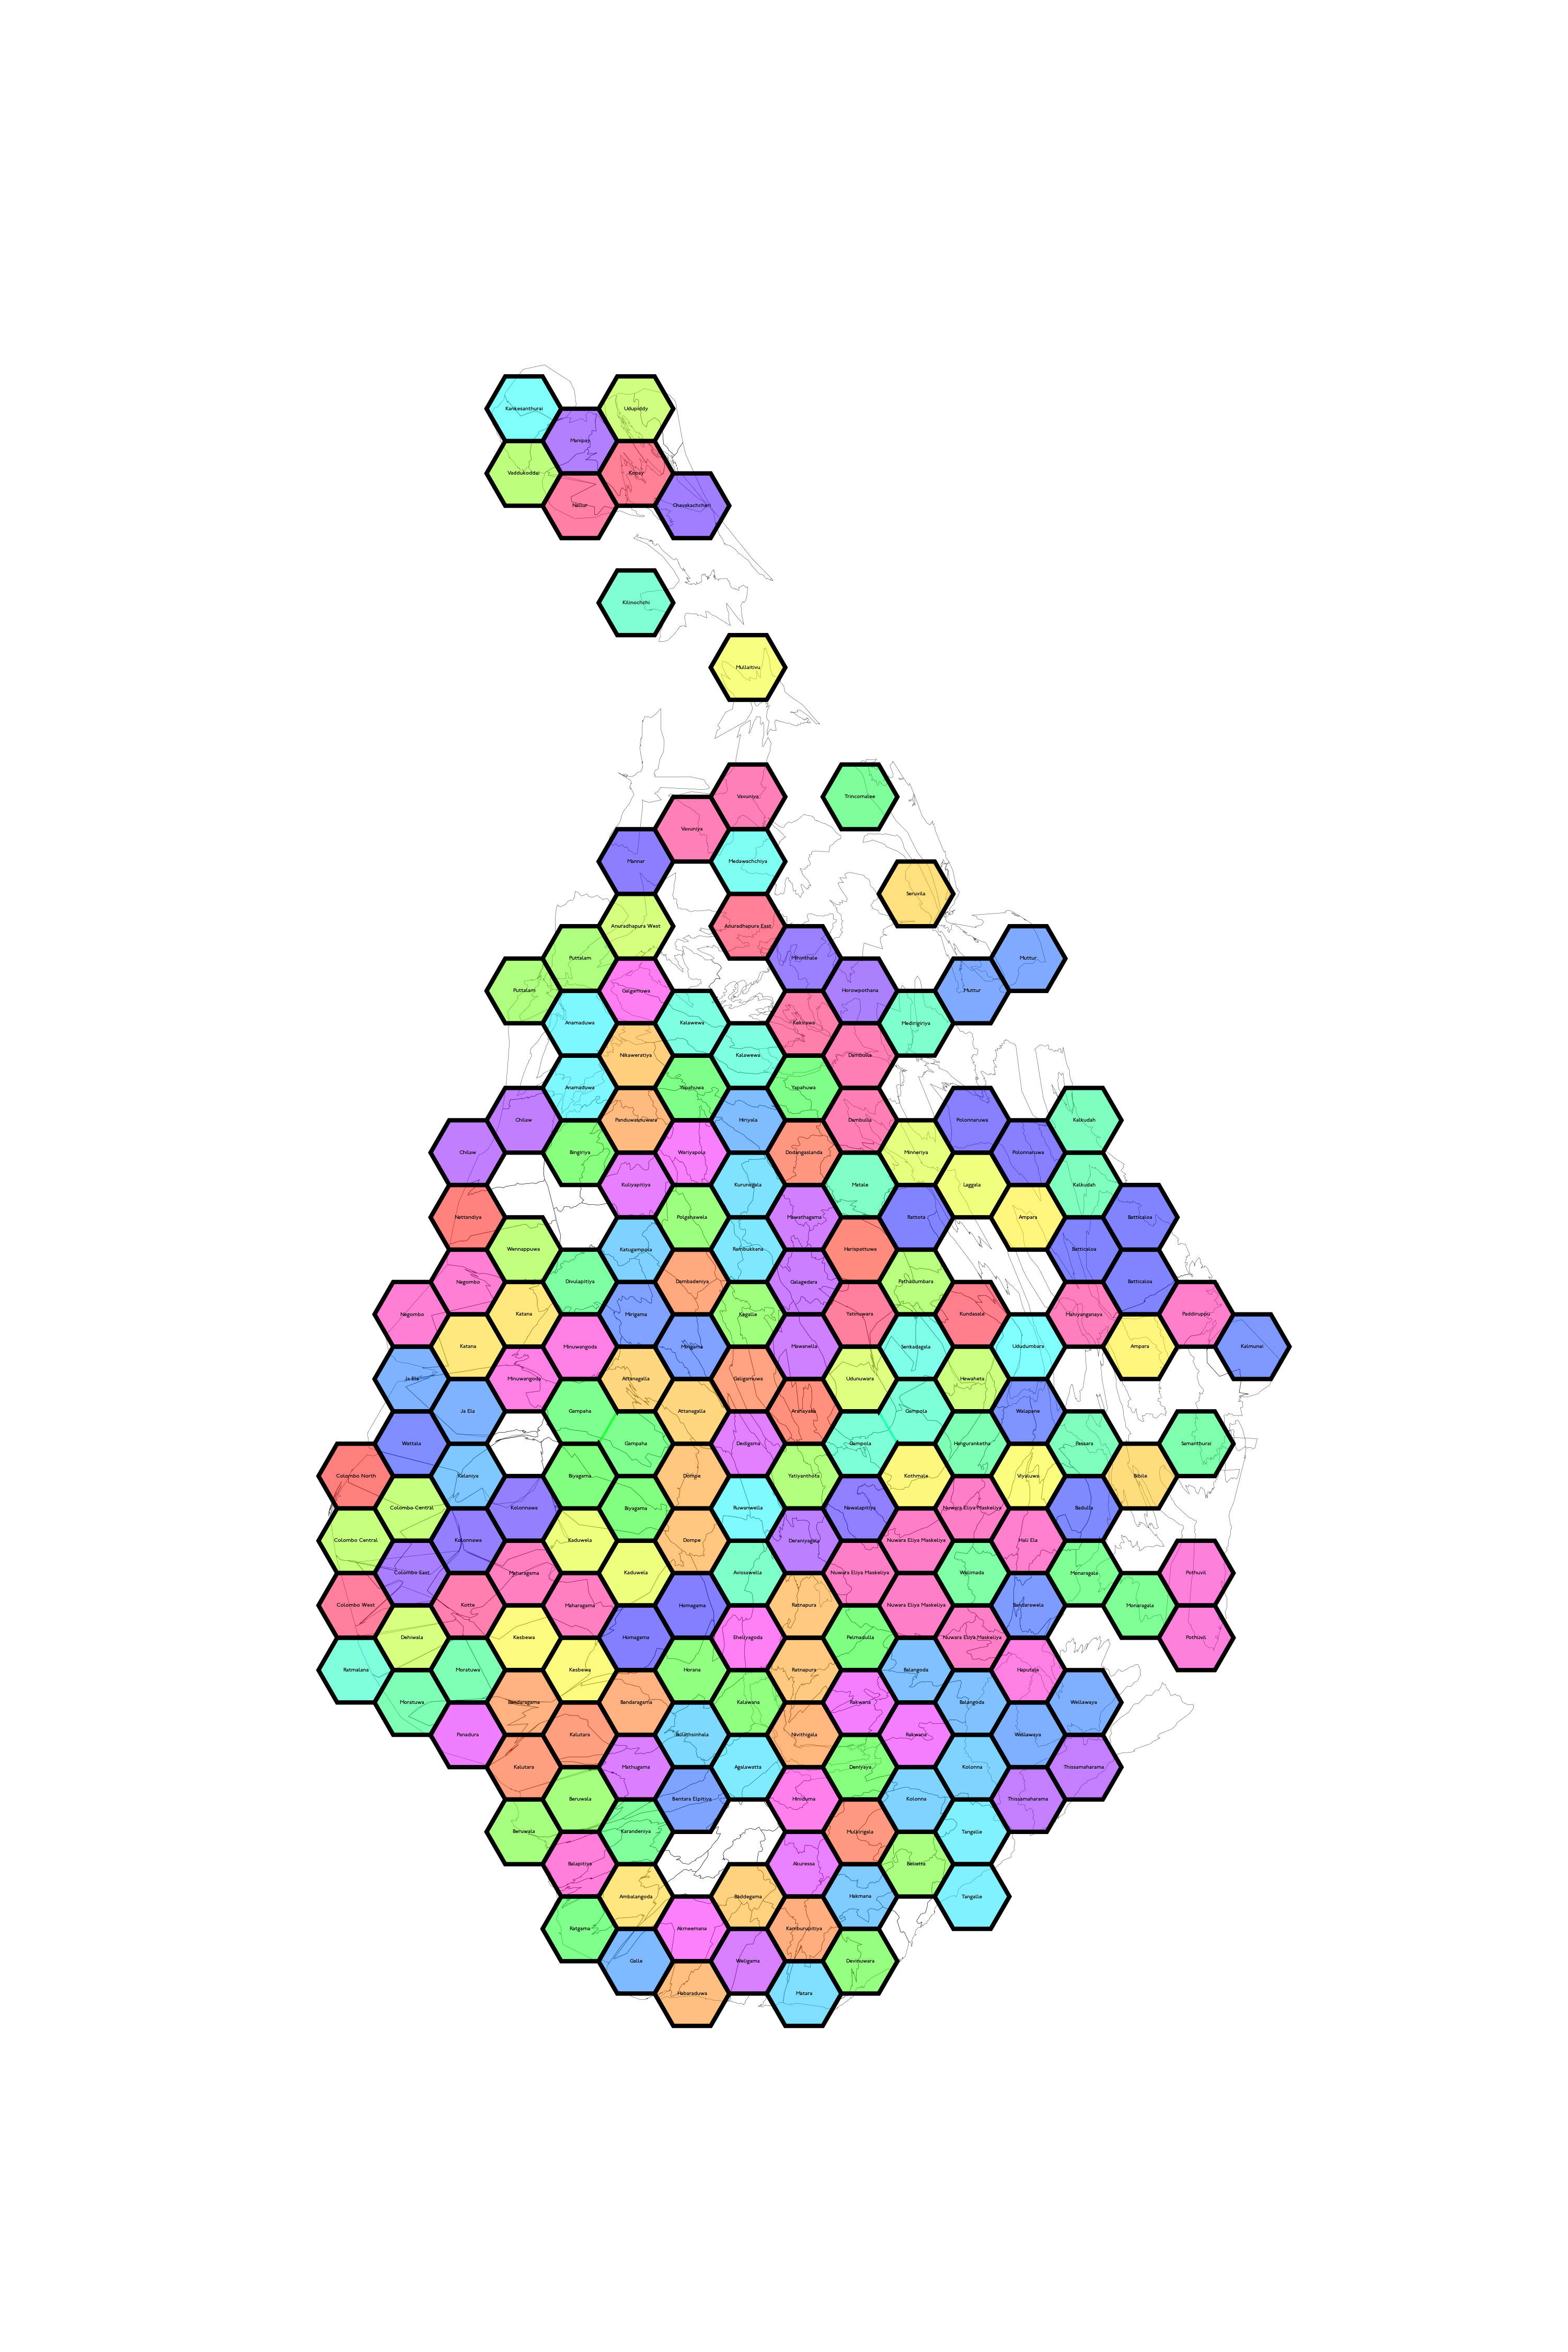 Kankesanthurai
Udupiddy
Manipay
Vaddukoddai
Kopay
Nallur
Chavakachcheri
Kilinochchi
Mullaitivu
Vavuniya
Trincomalee
Vavuniya
Mannar
Medawachchiya
Seruvila
Anuradhapura West
Anuradhapura East
Puttalam
Mihinthale
Muttur
Puttalam
Galgamuwa
Horowpothana
Muttur
Anamaduwa
Kalawewa
Kekirawa
Medirigiriya
Nikaweratiya
Kalawewa
Dambulla
Anamaduwa
Yapahuwa
Yapahuwa
Chilaw
Panduwasnuwara
Hiriyala
Dambulla
Polonnaruwa
Kalkudah
Chilaw
Bingiriya
Wariyapola
Dodangaslanda
Minneriya
Polonnaruwa
Kuliyapitiya
Kurunegala
Matale
Laggala
Kalkudah
Nattandiya
Polgahawela
Mawathagama
Rattota
Ampara
Batticaloa
Wennappuwa
Katugampola
Rambukkana
Harispattuwa
Batticaloa
Negombo
Divulapitiya
Dambadeniya
Galagedara
Pathadumbara
Batticaloa
Negombo
Katana
Mirigama
Kegalle
Yatinuwara
Kundasale
Mahiyanganaya
Paddiruppu
Katana
Minuwangoda
Mirigama
Mawanella
Senkadagala
Ududumbara
Ampara
Kalmunai
Ja Ela
Minuwangoda
Attanagalla
Galigamuwa
Udunuwara
Hewaheta
Ja Ela
Gampaha
Attanagalla
Aranayaka
Gampola
Walapane
Wattala
Gampaha
Dedigama
Gampola
Hanguranketha
Passara
Samanthurai
Colombo North
Kelaniya
Biyagama
Dompe
Yatiyanthota
Kothmale
Viyaluwa
Bibile
Colombo Central
Kolonnawa
Biyagama
Ruwanwella
Nawalapitiya
Nuwara Eliya Maskeliya
Badulla
Colombo Central
Kolonnawa
Kaduwela
Dompe
Deraniyagala
Nuwara Eliya Maskeliya
Hali Ela
Colombo East
Maharagama
Kaduwela
Avissawella
Nuwara Eliya Maskeliya
Welimada
Monaragala
Pothuvil
Colombo West
Kotte
Maharagama
Homagama
Ratnapura
Nuwara Eliya Maskeliya
Bandarawela
Monaragala
Dehiwala
Kesbewa
Homagama
Eheliyagoda
Pelmadulla
Nuwara Eliya Maskeliya
Pothuvil
Ratmalana
Moratuwa
Kesbewa
Horana
Ratnapura
Balangoda
Haputale
Moratuwa
Bandaragama
Bandaragama
Kalawana
Rakwana
Balangoda
Wellawaya
Panadura
Kalutara
Bulathsinhala
Nivithigala
Rakwana
Wellawaya
Kalutara
Mathugama
Agalawatta
Deniyaya
Kolonna
Thissamaharama
Beruwala
Bentara Elpitiya
Hiniduma
Kolonna
Thissamaharama
Beruwala
Karandeniya
Mulkirigala
Tangalle
Balapitiya
Akuressa
Beliatta
Ambalangoda
Baddegama
Hakmana
Tangalle
Ratgama
Akmeemana
Kamburupitiya
Galle
Weligama
Devinuwara
Habaraduwa
Matara